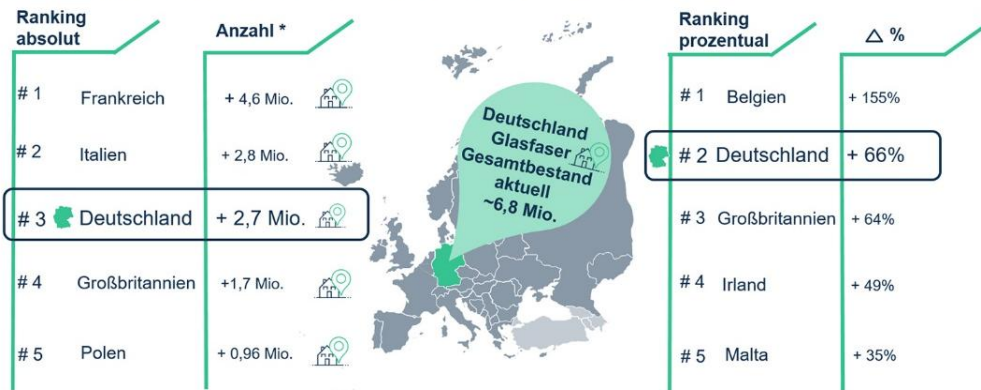 Ranking
absolut
Anzahl *
# 1 Frankreich + 4,6 Mio.
# 2 Italien + 2,8 Mio.
# 3 Deutschland + 2,7 Mio.
# 4 Großbritannien +1,7 Mio.
# 5 Polen + 0,96 Mio.
Deutschland
Glasfaser
Gesamtbestand
aktuell
~6,8 Mio.
Ranking
prozentual
△ %
# 1 Belgien + 155%
# 2 Deutschland + 66%
# 3 Großbritannien + 64%
# 4 Irland + 49%
# 5 Malta + 35%